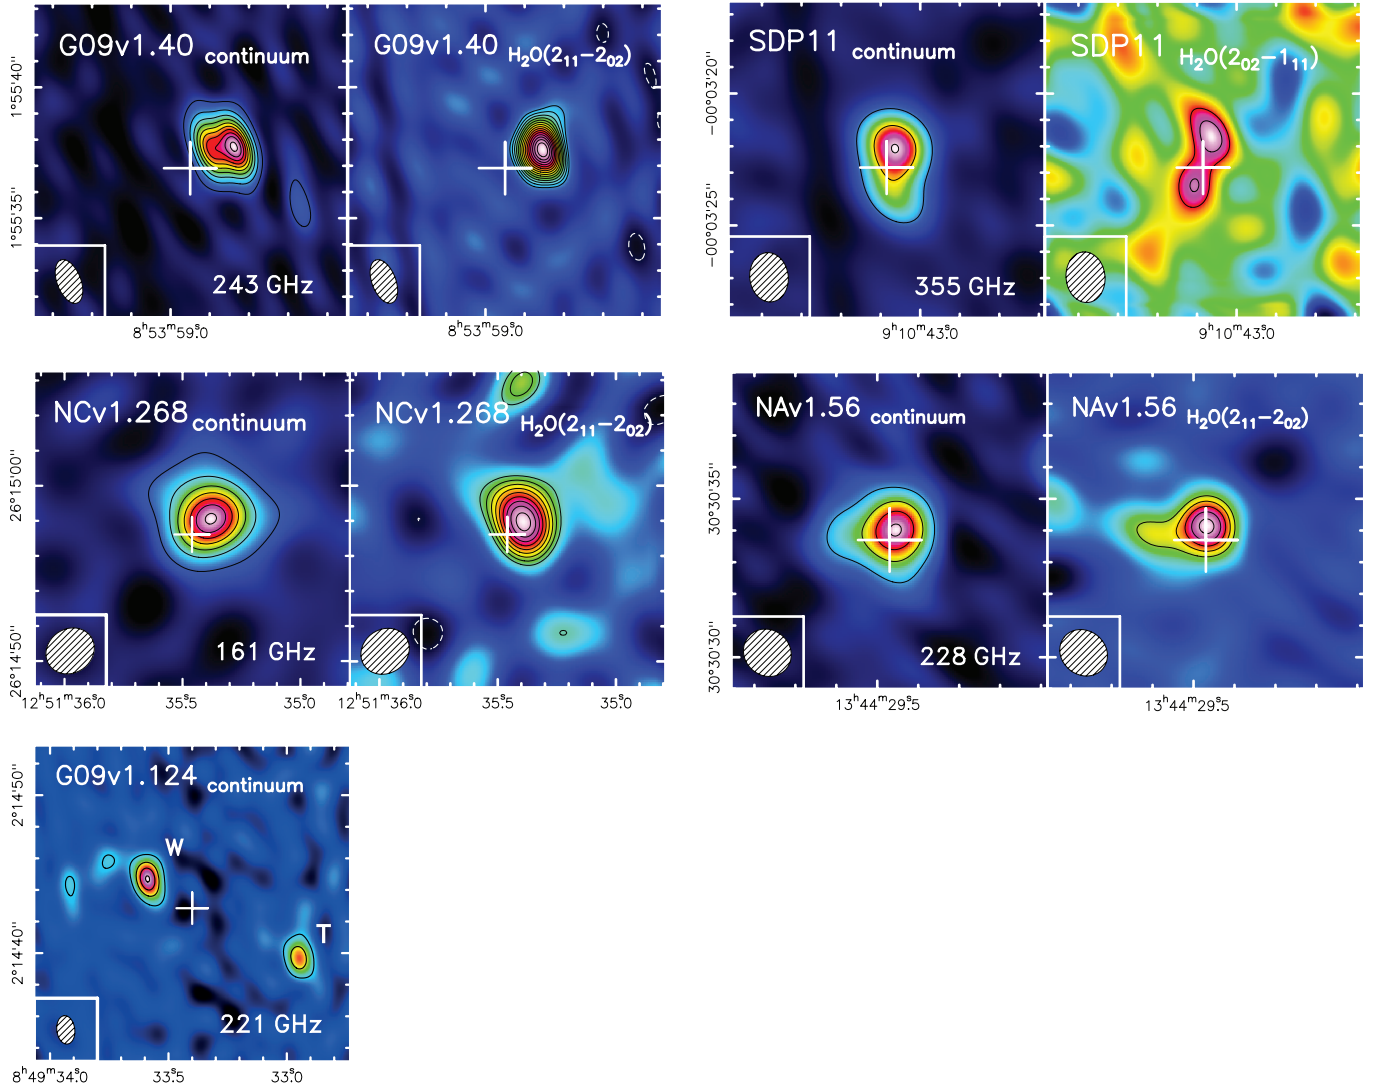 G09v1.40 continuum
243 GHz
1°55'40''
1°55'35''
8ʰ53ᵐ59ˢ.0
G09v1.40 H₂O(2₁₁−2₀₂)
8ʰ53ᵐ59ˢ.0
SDP11 continuum
355 GHz
−00°03'20''
−00°03'25''
9ʰ10ᵐ43ˢ.0
SDP11 H₂O(2₀₂−1₁₁)
9ʰ10ᵐ43ˢ.0
NCv1.268 continuum
161 GHz
26°15'00''
26°14'50''
12ʰ51ᵐ36ˢ.0 35ˢ.5 35ˢ.0
NCv1.268 H₂O(2₁₁−2₀₂)
12ʰ51ᵐ36ˢ.0 35ˢ.5 35ˢ.0
NAv1.56 continuum
228 GHz
30°30'35''
30°30'30''
13ʰ44ᵐ29ˢ.5
NAv1.56 H₂O(2₁₁−2₀₂)
13ʰ44ᵐ29ˢ.5
G09v1.124 continuum
W
T
221 GHz
2°14'50''
2°14'40''
8ʰ49ᵐ34ˢ.0 33ˢ.5 33ˢ.0